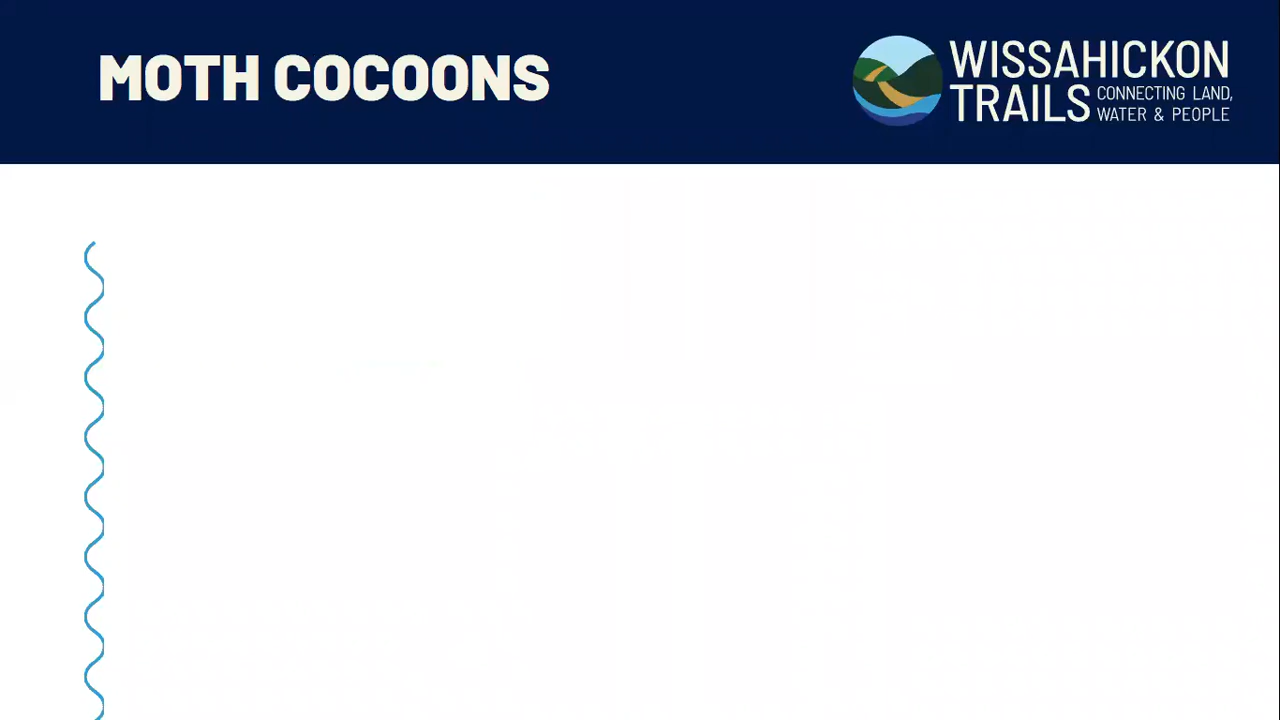 MOTH COCOONS
WISSAHICKON
TRAILS CONNECTING LAND,
WATER & PEOPLE